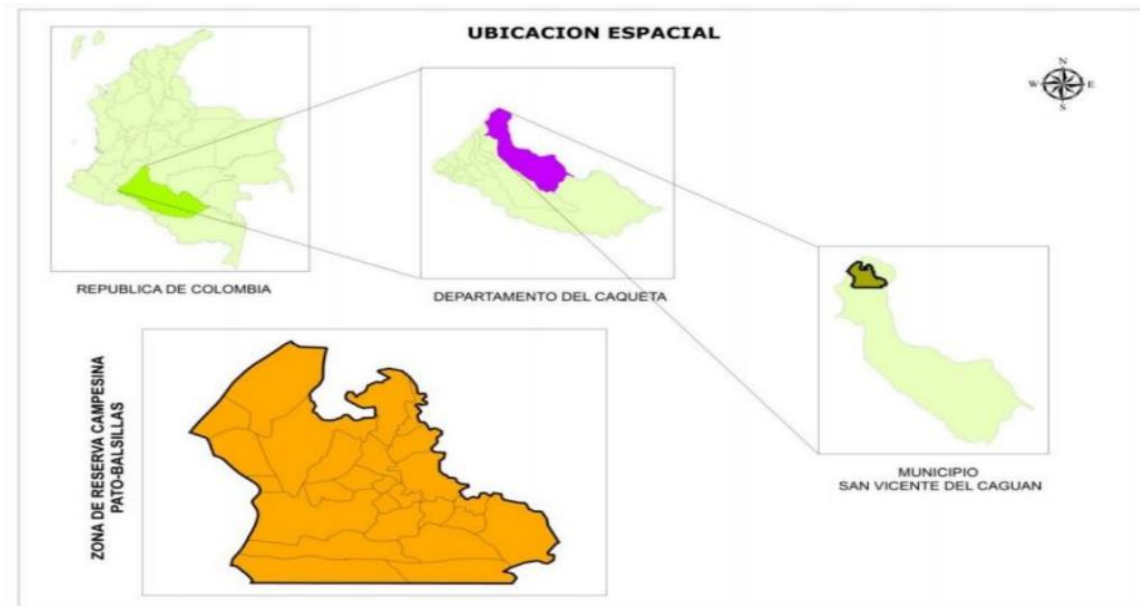 UBICACION ESPACIAL
N
W
E
S
REPUBLICA DE COLOMBIA
DEPARTAMENTO DEL CAQUETA
MUNICIPIO
SAN VICENTE DEL CAGUAN
ZONA DE RESERVA CAMPESINA
PATO-BALSILLAS